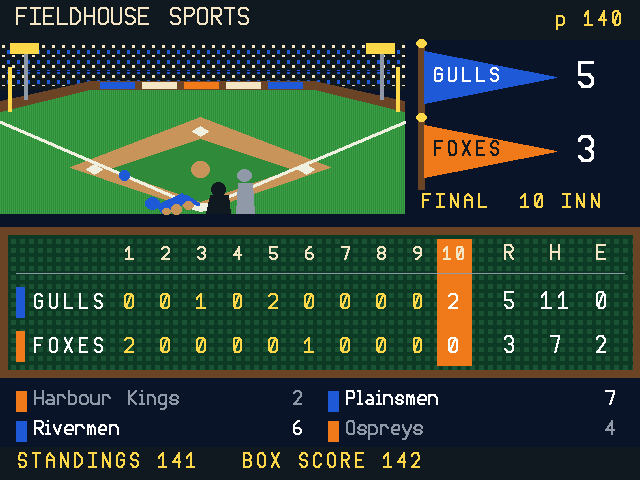 FIELDHOUSE SPORTS p 140
GULLS 5
FOXES 3
FINAL 10 INN
1 2 3 4 5 6 7 8 9 10 R H E
GULLS 0 0 1 0 2 0 0 0 0 2 5 11 0
FOXES 2 0 0 0 0 1 0 0 0 0 3 7 2
Harbour Kings 2 Plainsmen 7
Rivermen 6 Ospreys 4
STANDINGS 141 BOX SCORE 142